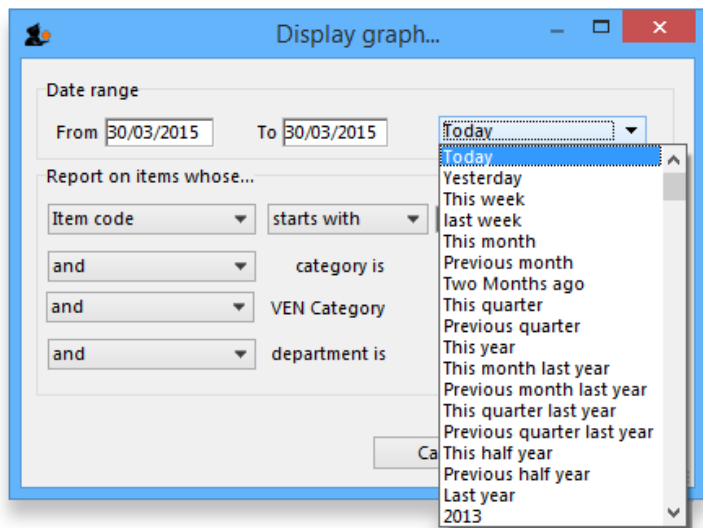 Display graph...
Date range
From 30/03/2015 To 30/03/2015 Today
Today
Yesterday
This week
last week
This month
Previous month
Two Months ago
This quarter
Previous quarter
This year
This month last year
Previous month last year
This quarter last year
Previous quarter last year
This half year
Previous half year
Last year
2013
Report on items whose...
Item code starts with
and category is
and VEN Category
and department is
Ca